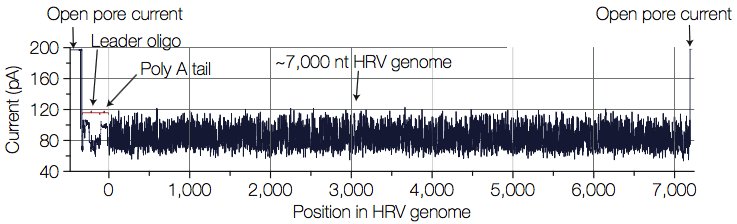 Open pore current
Open pore current
Leader oligo
Poly A tail
~7,000 nt HRV genome
Current (pA)
200
160
120
80
40
0
1,000
2,000
3,000
4,000
5,000
6,000
7,000
Position in HRV genome